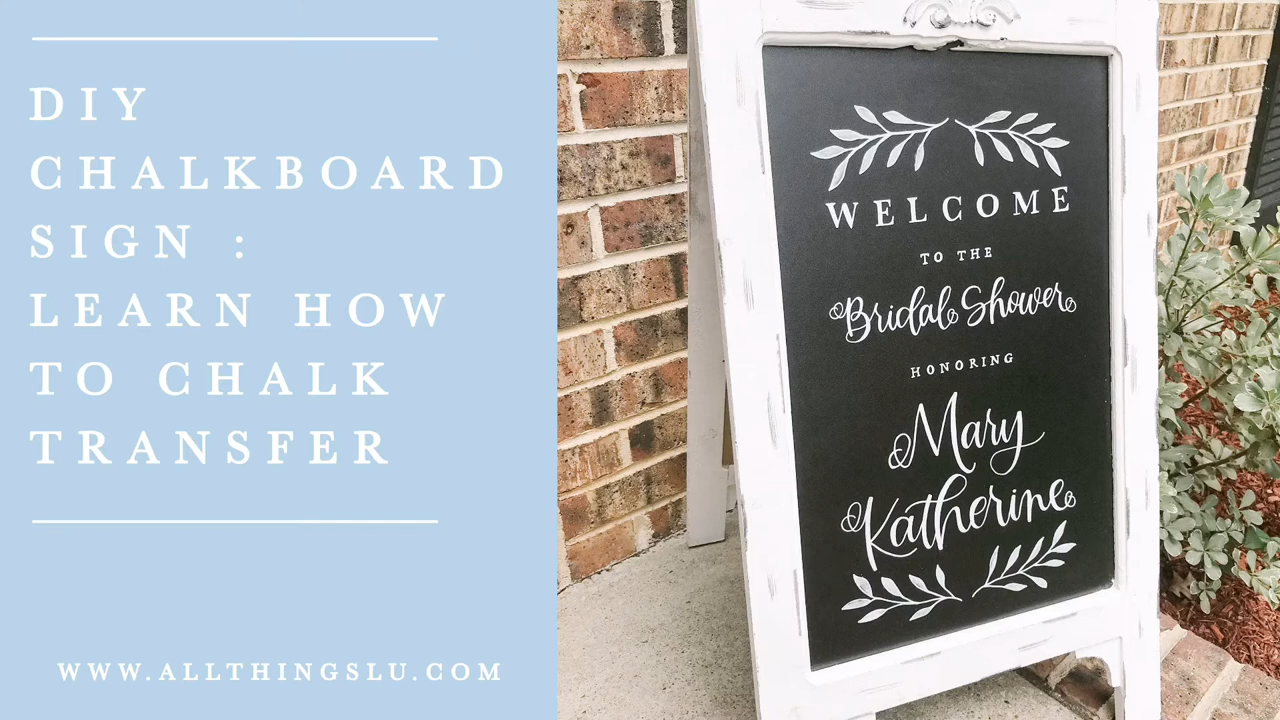 DIY
CHALKBOARD
SIGN :
LEARN HOW
TO CHALK
TRANSFER
WWW.ALLTHINGSLU.COM
WELCOME
TO THE
Bridal Shower
HONORING
Mary
Katherine